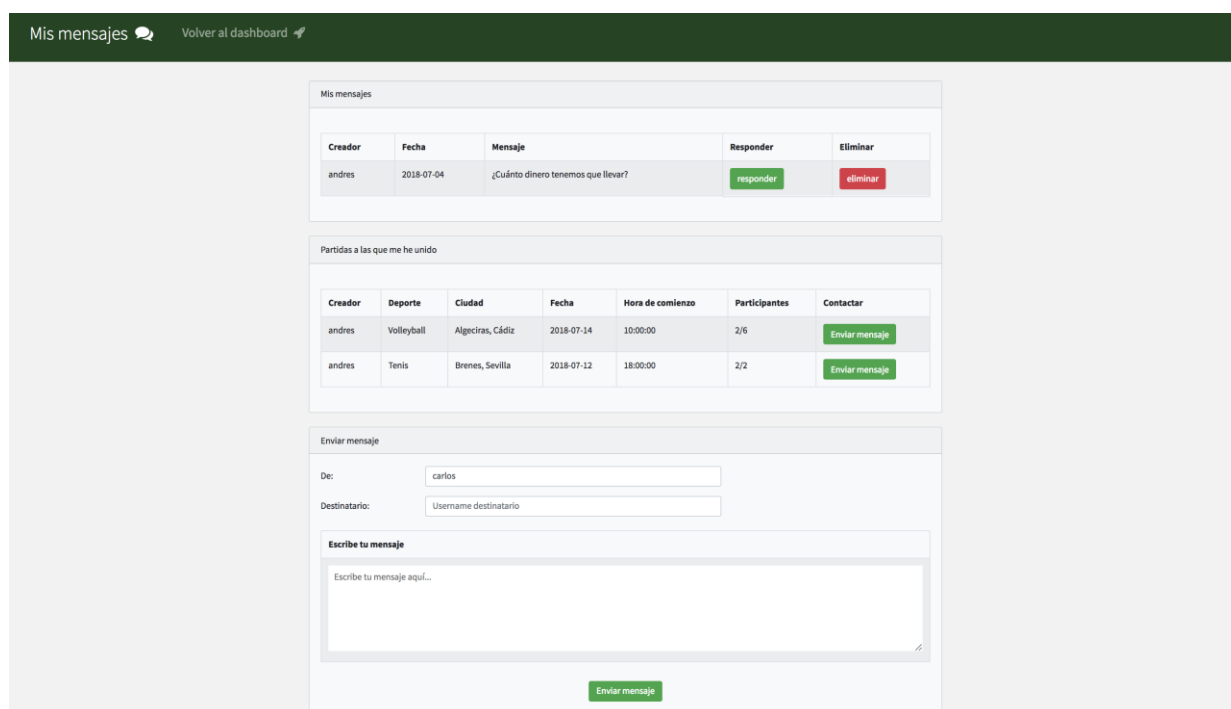 Mis mensajes Volver al dashboard
Mis mensajes
Creador Fecha Mensaje Responder Eliminar
andres 2018-07-04 ¿Cuánto dinero tenemos que llevar? responder eliminar
Partidas a las que me he unido
Creador Deporte Ciudad Fecha Hora de comienzo Participantes Contactar
andres Volleyball Algeciras, Cádiz 2018-07-14 10:00:00 2/6 Enviar mensaje
andres Tenis Brenes, Sevilla 2018-07-12 18:00:00 2/2 Enviar mensaje
Enviar mensaje
De: carlos
Destinatario: Username destinatario
Escribe tu mensaje
Escribe tu mensaje aquí...
Enviar mensaje